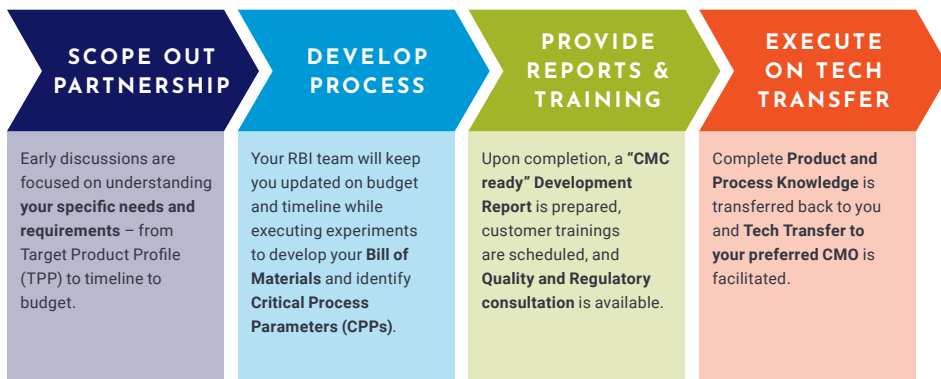 SCOPE OUT
PARTNERSHIP
Early discussions are
focused on understanding
your specific needs and
requirements – from
Target Product Profile
(TPP) to timeline to
budget.
DEVELOP
PROCESS
Your RBI team will keep
you updated on budget
and timeline while
executing experiments
to develop your Bill of
Materials and identify
Critical Process
Parameters (CPPs).
PROVIDE
REPORTS &
TRAINING
Upon completion, a “CMC
ready” Development
Report is prepared,
customer trainings
are scheduled, and
Quality and Regulatory
consultation is available.
EXECUTE
ON TECH
TRANSFER
Complete Product and
Process Knowledge is
transferred back to you
and Tech Transfer to
your preferred CMO is
facilitated.